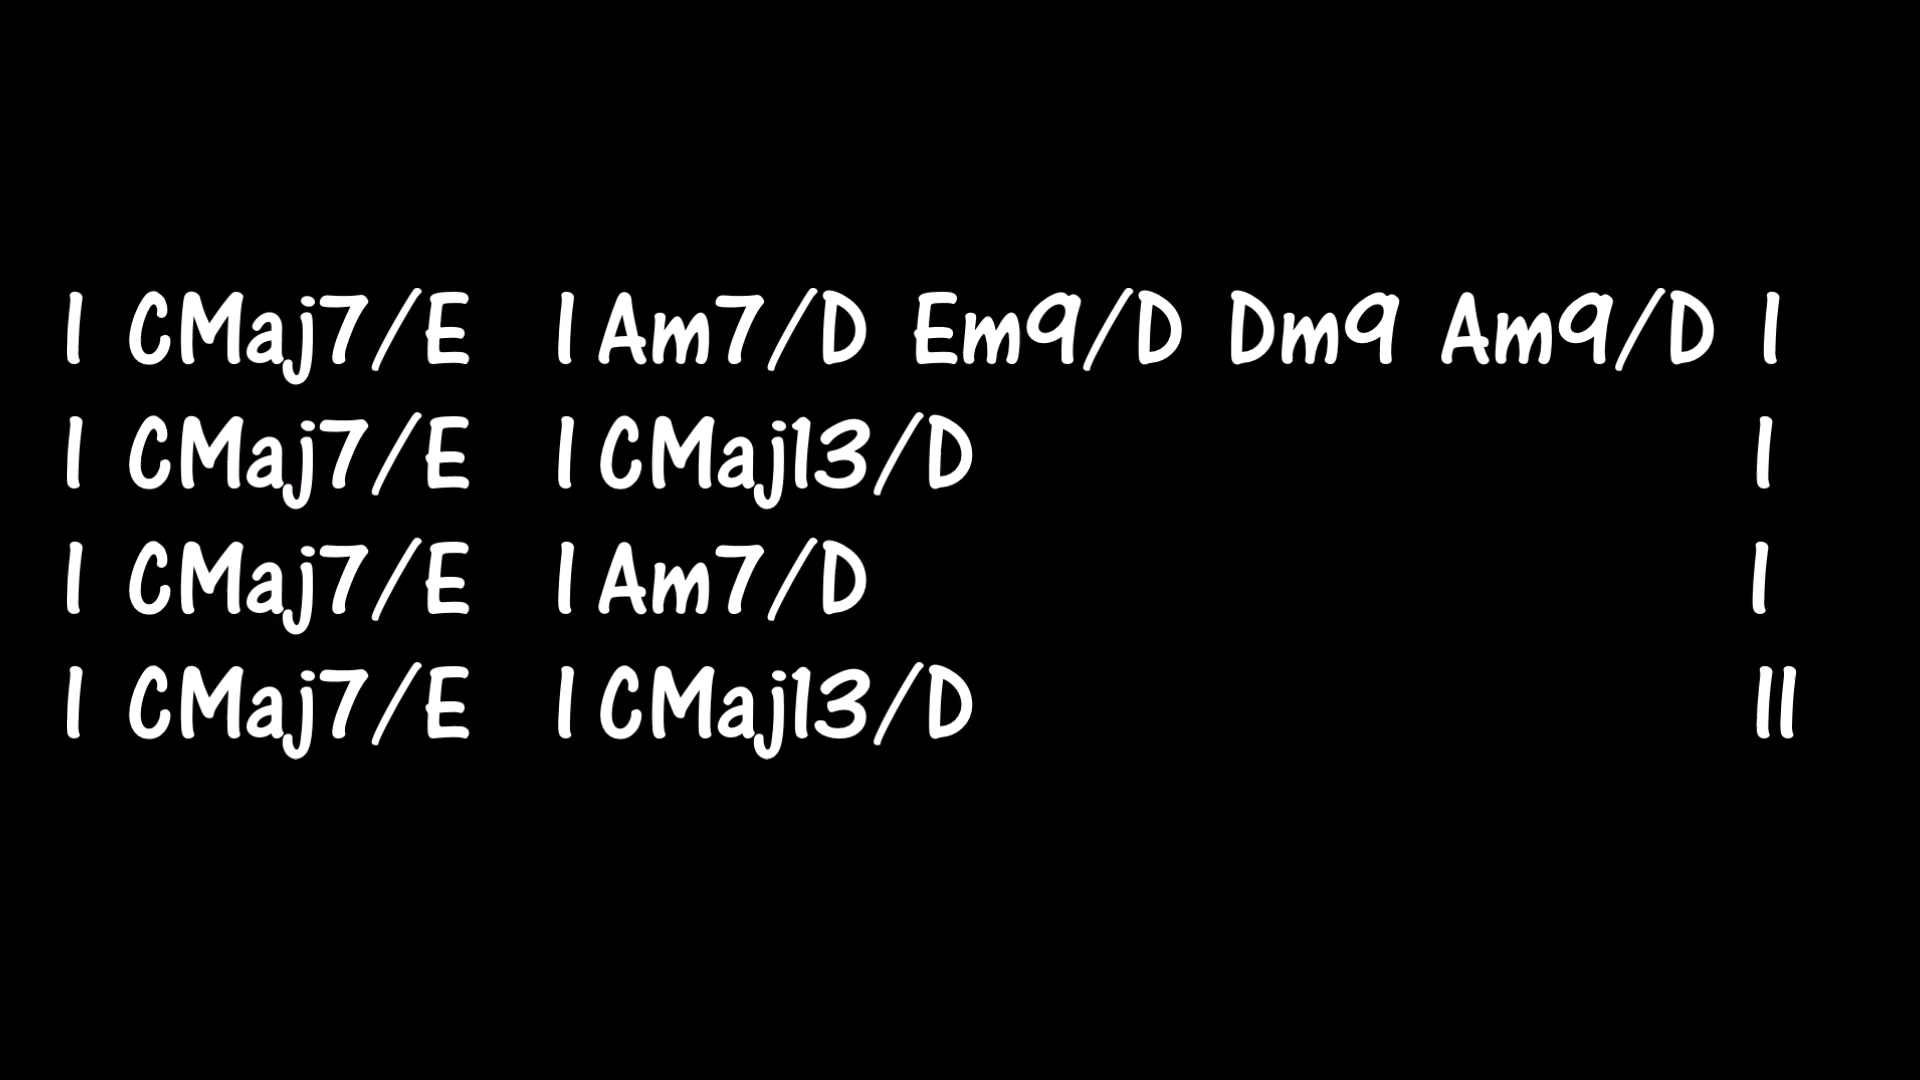 | CMaj7/E | Am7/D Em9/D Dm9 Am9/D |
| CMaj7/E | CMaj13/D |
| CMaj7/E | Am7/D |
| CMaj7/E | CMaj13/D ||